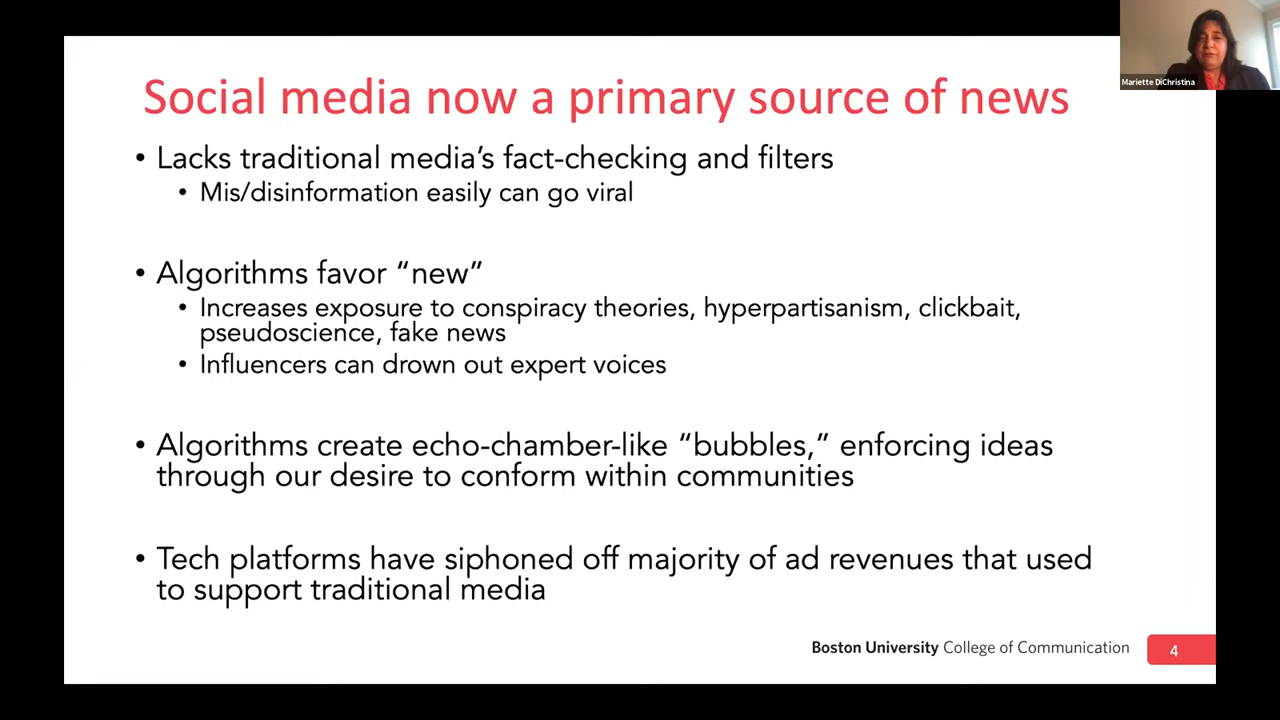 Mariette DiChristina
Social media now a primary source of news
• Lacks traditional media’s fact-checking and filters
• Mis/disinformation easily can go viral
• Algorithms favor “new”
• Increases exposure to conspiracy theories, hyperpartisanism, clickbait,
pseudoscience, fake news
• Influencers can drown out expert voices
• Algorithms create echo-chamber-like “bubbles,” enforcing ideas
through our desire to conform within communities
• Tech platforms have siphoned off majority of ad revenues that used
to support traditional media
Boston University College of Communication
4